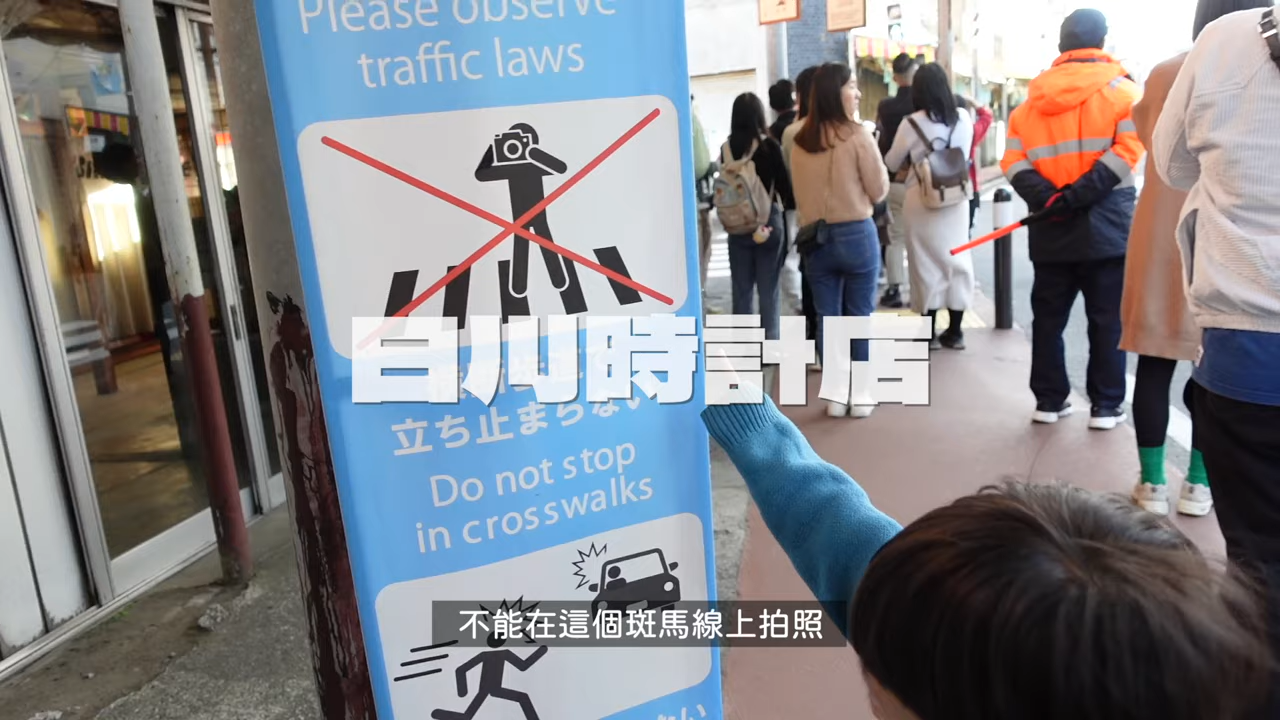 Please observe
traffic laws
白川時計店
立ち止まらない
Do not stop
in crosswalks
不能在這個斑馬線上拍照